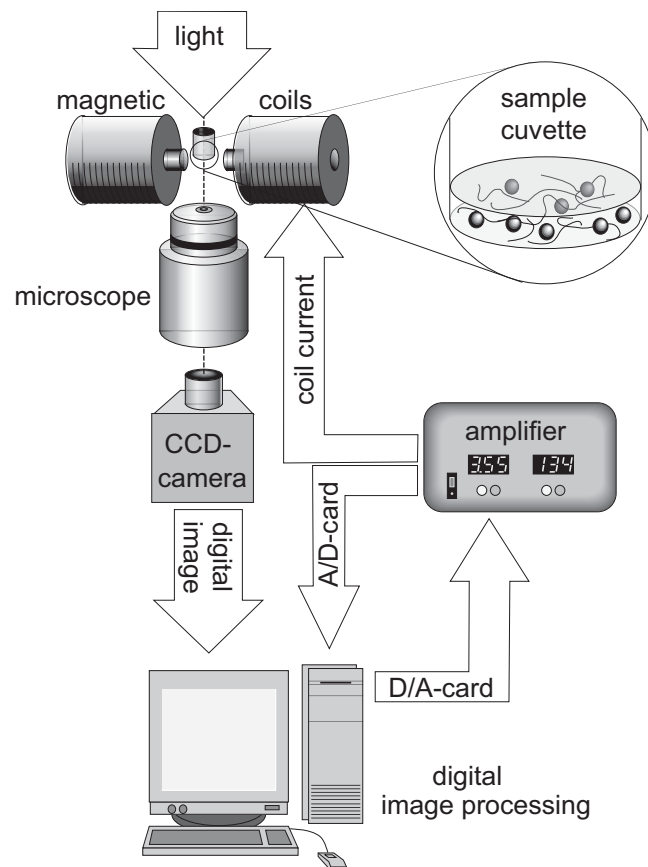 light
magnetic
coils
sample
cuvette
microscope
coil current
CCD-
camera
amplifier
3.55
134
digital
image
A/D-card
D/A-card
digital
image processing